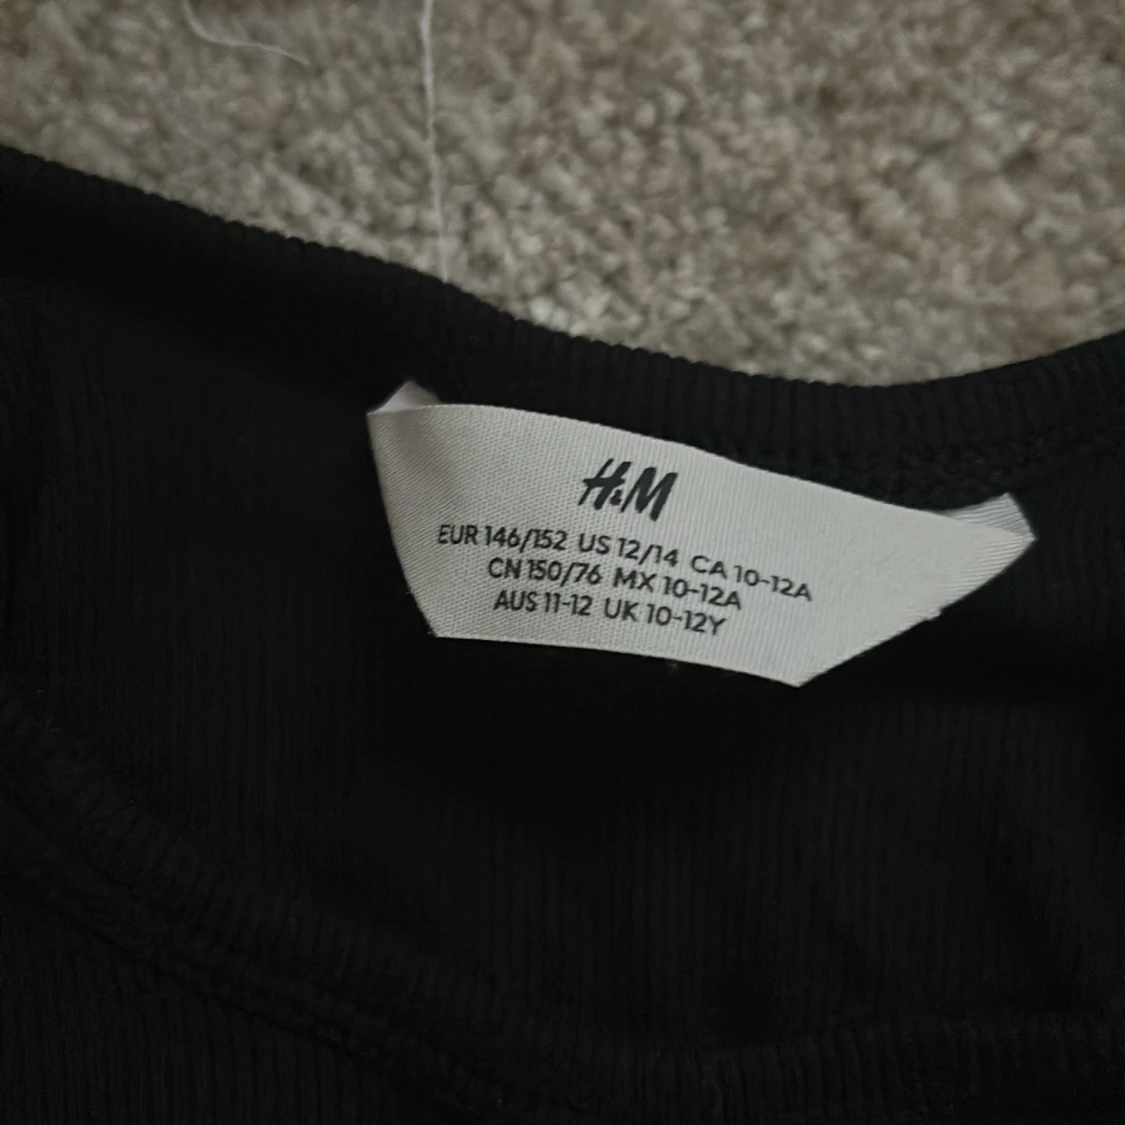 H&M
EUR 146/152 US 12/14 CA 10-12A
CN 150/76 MX 10-12A
AUS 11-12 UK 10-12Y